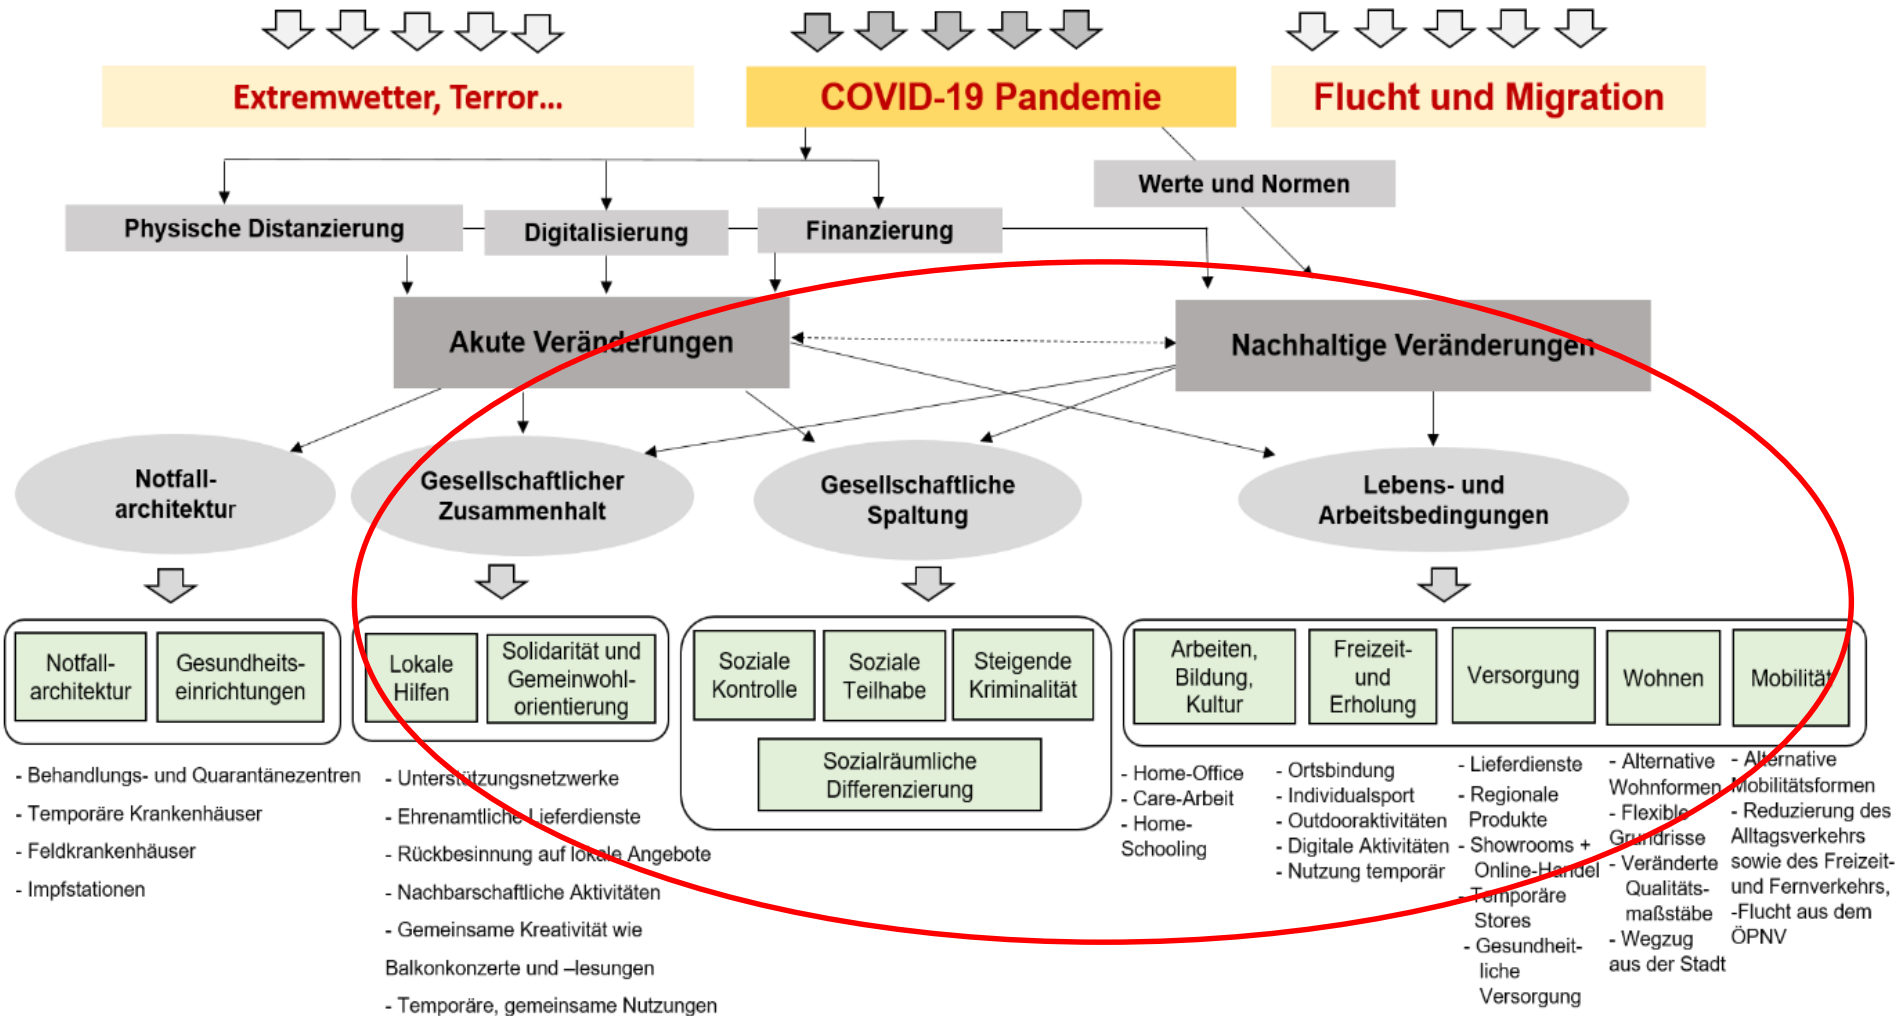 Extremwetter, Terror...
COVID-19 Pandemie
Flucht und Migration
Werte und Normen
Physische Distanzierung
Digitalisierung
Finanzierung
Akute Veränderungen
Nachhaltige Veränderungen
Notfall-
architektur
Gesellschaftlicher
Zusammenhalt
Gesellschaftliche
Spaltung
Lebens- und
Arbeitsbedingungen
Notfall-
architektur
Gesundheits-
einrichtungen
Lokale
Hilfen
Solidarität und
Gemeinwohl-
orientierung
Soziale
Kontrolle
Soziale
Teilhabe
Steigende
Kriminalität
Sozialräumliche
Differenzierung
Arbeiten,
Bildung,
Kultur
Freizeit-
und
Erholung
Versorgung
Wohnen
Mobilität
- Behandlungs- und Quarantänezentren
- Temporäre Krankenhäuser
- Feldkrankenhäuser
- Impfstationen
- Unterstützungsnetzwerke
- Ehrenamtliche Lieferdienste
- Rückbesinnung auf lokale Angebote
- Nachbarschaftliche Aktivitäten
- Gemeinsame Kreativität wie
Balkonkonzerte und –lesungen
- Temporäre, gemeinsame Nutzungen
- Home-Office
- Care-Arbeit
- Home-
Schooling
- Ortsbindung
- Individualsport
- Outdooraktivitäten
- Digitale Aktivitäten
- Nutzung temporär
- Lieferdienste
- Regionale
Produkte
- Showrooms +
Online-Handel
- Temporäre
Stores
- Gesundheit-
liche
Versorgung
- Alternative
Wohnformen
- Flexible
Grundrisse
- Veränderte
Qualitäts-
maßstäbe
- Wegzug
aus der Stadt
- Alternative
Mobilitätsformen
- Reduzierung des
Alltagsverkehrs
sowie des Freizeit-
und Fernverkehrs,
-Flucht aus dem
ÖPNV